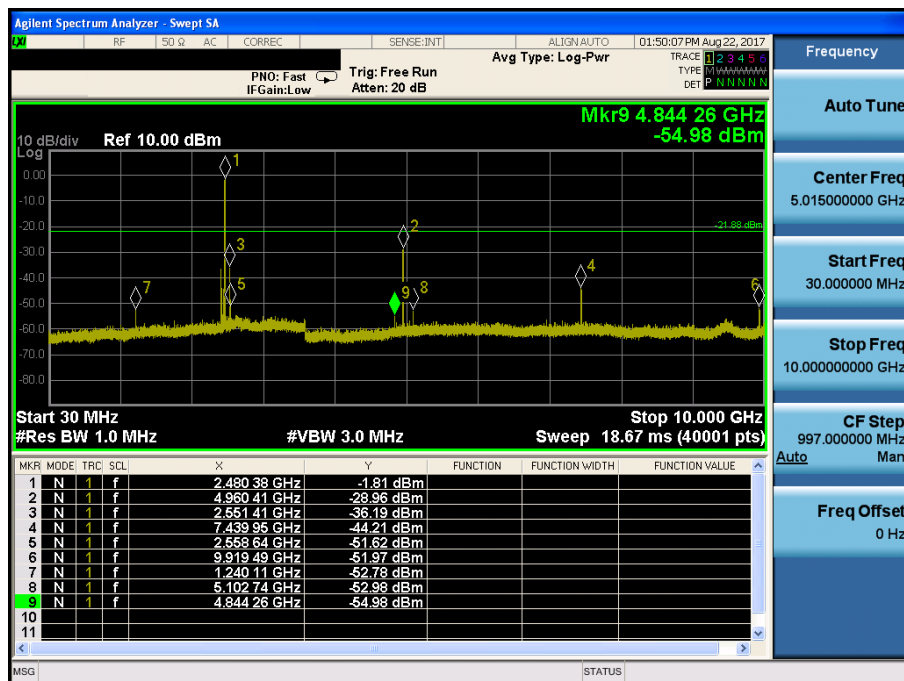 Agilent Spectrum Analyzer - Swept SA
LXI RF 50 Ω AC CORREC SENSE:INT ALIGN AUTO 01:50:07 PM Aug 22, 2017
Avg Type: Log-Pwr
TRACE 1 2 3 4 5 6
PNO: Fast Trig: Free Run TYPE M
IFGain:Low Atten: 20 dB DET P N N N N N
Mkr9 4.844 26 GHz
-54.98 dBm
10 dB/div Ref 10.00 dBm
Log
1
0.00
-10.0
-20.0
2
-21.88 dBm
-30.0
3
4
-40.0
7
5
9
8
6
-50.0
-60.0
-70.0
-80.0
Start 30 MHz Stop 10.000 GHz
#Res BW 1.0 MHz #VBW 3.0 MHz Sweep 18.67 ms (40001 pts)
MKR MODE TRC SCL X Y FUNCTION FUNCTION WIDTH FUNCTION VALUE
1 N 1 f 2.480 38 GHz -1.81 dBm
2 N 1 f 4.960 41 GHz -28.96 dBm
3 N 1 f 2.551 41 GHz -36.19 dBm
4 N 1 f 7.439 95 GHz -44.21 dBm
5 N 1 f 2.558 64 GHz -51.62 dBm
6 N 1 f 9.919 49 GHz -51.97 dBm
7 N 1 f 1.240 11 GHz -52.78 dBm
8 N 1 f 5.102 74 GHz -52.98 dBm
9 N 1 f 4.844 26 GHz -54.98 dBm
10
11
MSG STATUS
Frequency
Auto Tune
Center Freq
5.015000000 GHz
Start Freq
30.000000 MHz
Stop Freq
10.000000000 GHz
CF Step
997.000000 MHz
Auto Man
Freq Offset
0 Hz